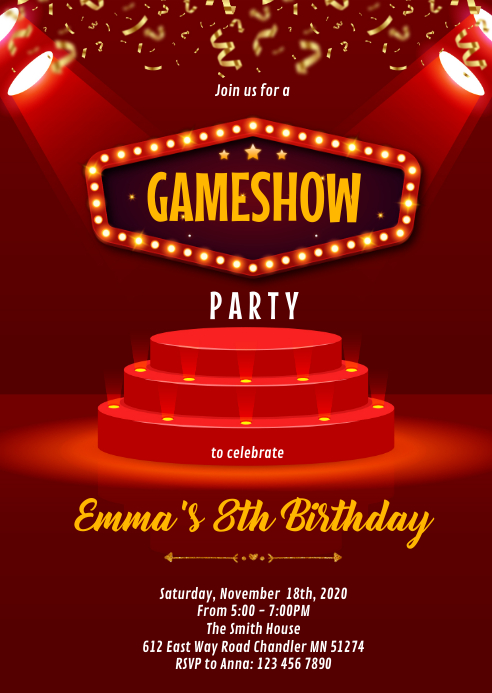 Join us for a
GAMESHOW
PARTY
to celebrate
Emma's 8th Birthday
Saturday, November 18th, 2020
From 5:00 - 7:00PM
The Smith House
612 East Way Road Chandler MN 51274
RSVP to Anna: 123 456 7890